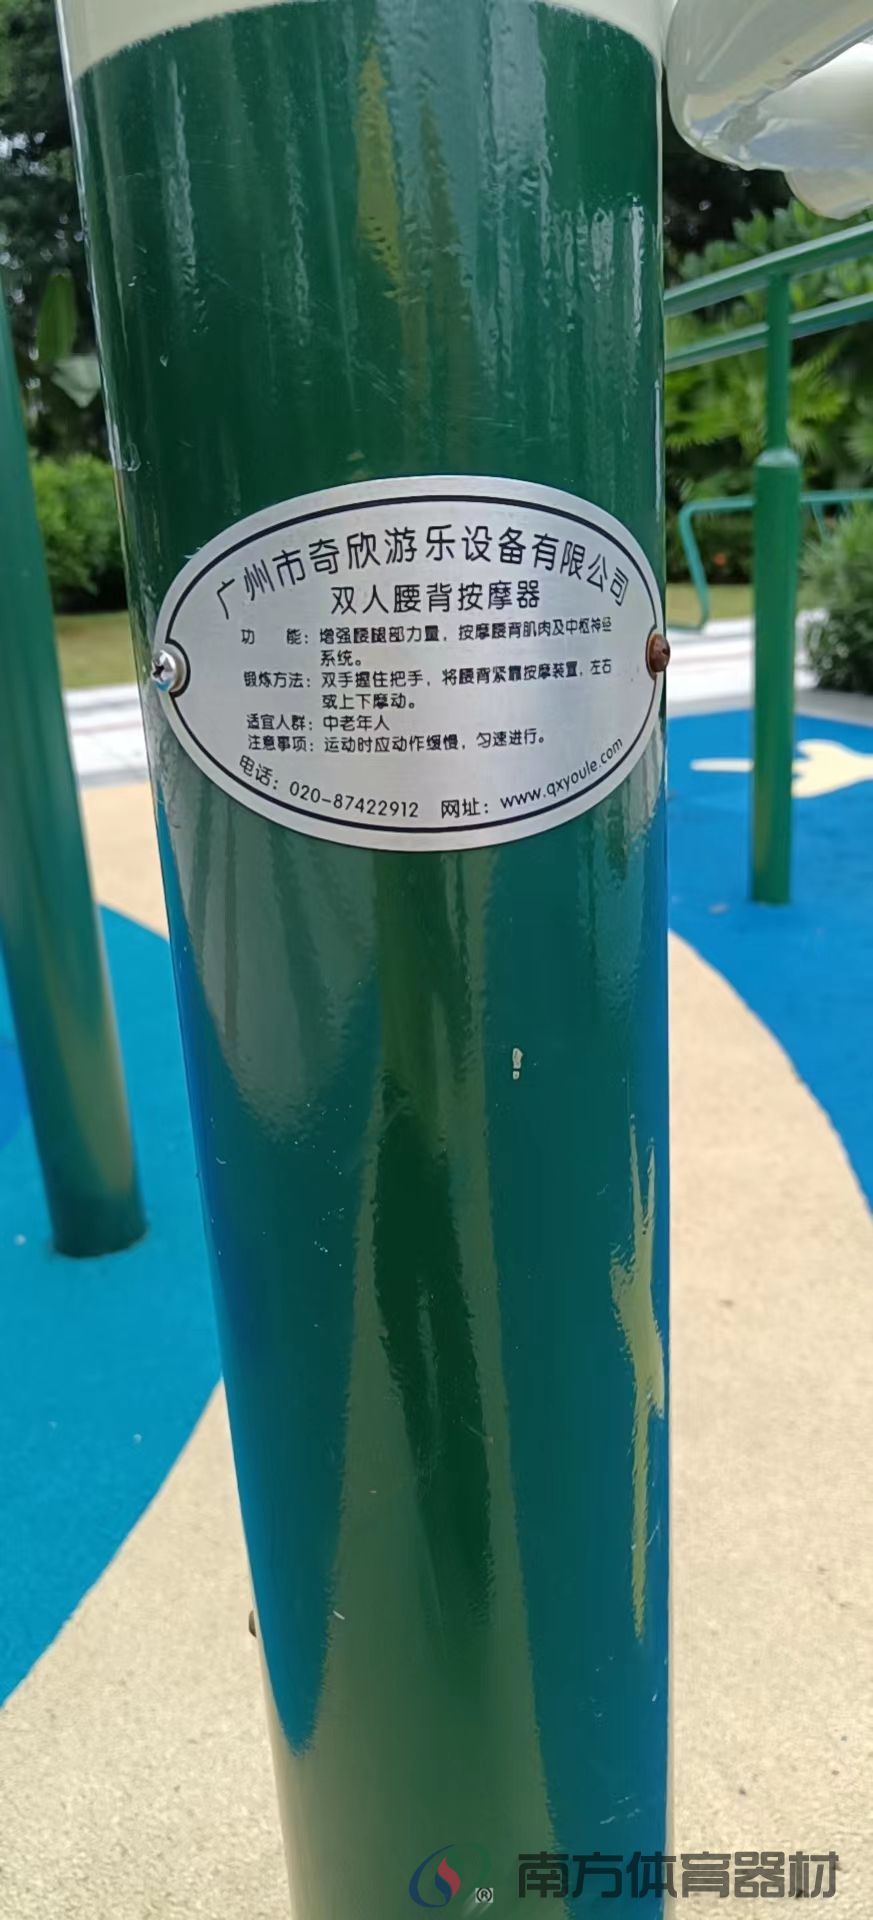 广州市奇欣游乐设备有限公司
双人腰背按摩器
功 能：增强腰腿部力量，按摩腰背肌肉及中枢神经
系统。
锻炼方法：双手握住把手，将腰背紧靠按摩装置，左右
或上下摩动。
适宜人群：中老年人
注意事项：运动时应动作缓慢，匀速进行。
电话：020-87422912 网址：www.qxyoule.com
® 南方体育器材